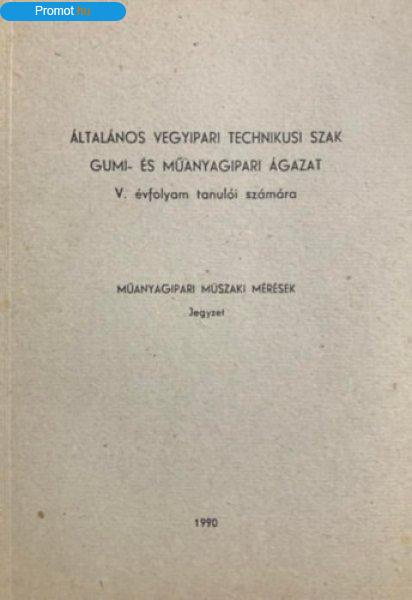 Promot.hu
ÁLTALÁNOS VEGYIPARI TECHNIKUSI SZAK
GUMI- ÉS MŰANYAGIPARI ÁGAZAT
V. évfolyam tanulói számára
MŰANYAGIPARI MŰSZAKI MÉRÉSEK
Jegyzet
1990